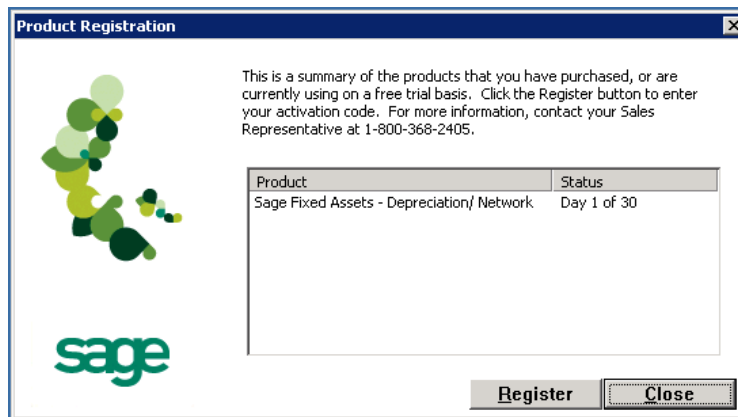 Product Registration
This is a summary of the products that you have purchased, or are
currently using on a free trial basis.  Click the Register button to enter
your activation code.  For more information, contact your Sales
Representative at 1-800-368-2405.
Product Status
Sage Fixed Assets - Depreciation/ Network Day 1 of 30
sage
Register Close